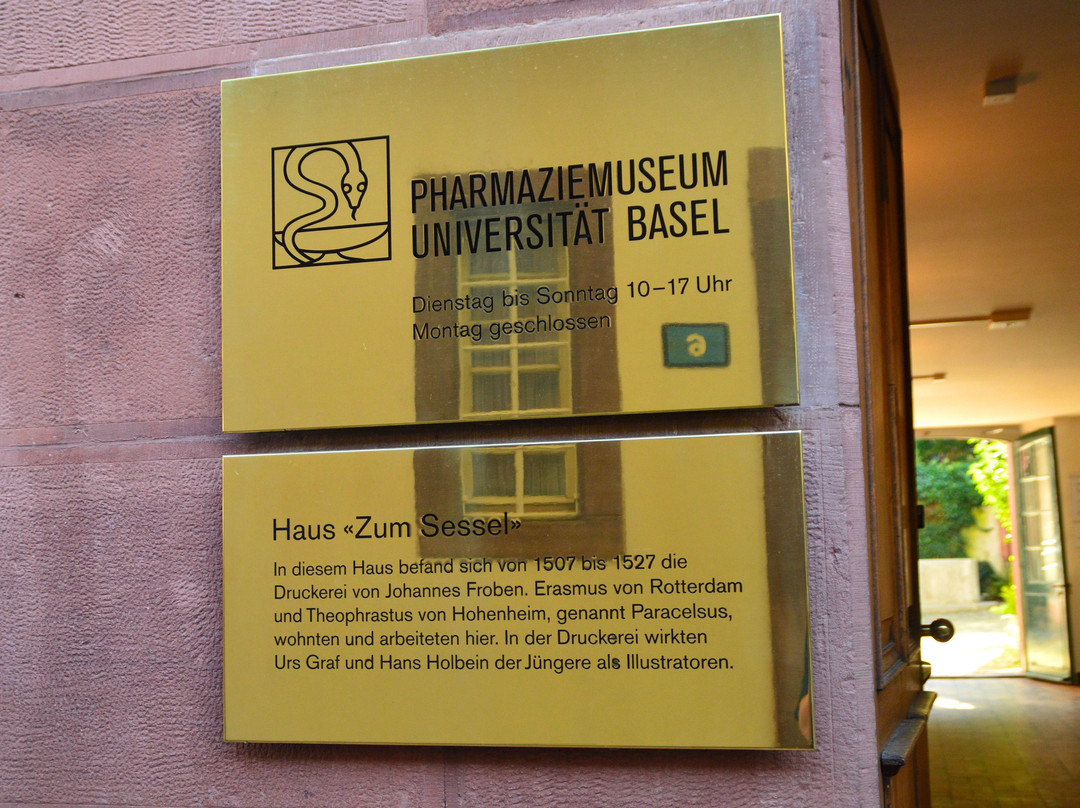 PHARMAZIEMUSEUM
UNIVERSITÄT BASEL
Dienstag bis Sonntag 10–17 Uhr
Montag geschlossen
6
Haus «Zum Sessel»
In diesem Haus befand sich von 1507 bis 1527 die
Druckerei von Johannes Froben. Erasmus von Rotterdam
und Theophrastus von Hohenheim, genannt Paracelsus,
wohnten und arbeiteten hier. In der Druckerei wirkten
Urs Graf und Hans Holbein der Jüngere als Illustratoren.